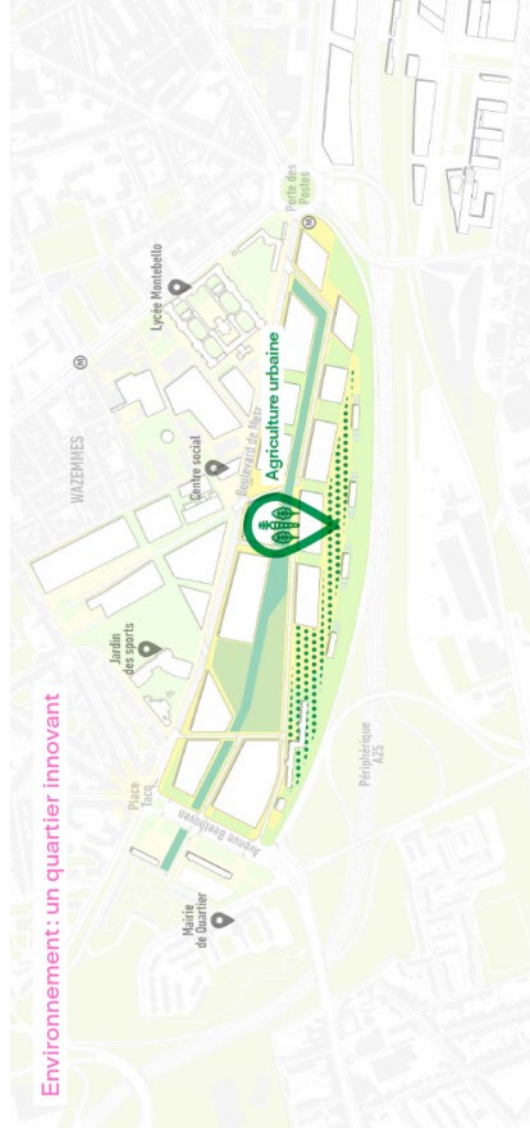 Environnement: un quartier innovant
WAZEMMES
M
Lycée Montebello
Porte des
Postes
M
Centre social
Boulevard de Metz
Agriculture urbaine
Jardin
des sports
Place
Tacq
Avenue Beethoven
Mairie
de Quartier
Périphérique
A25